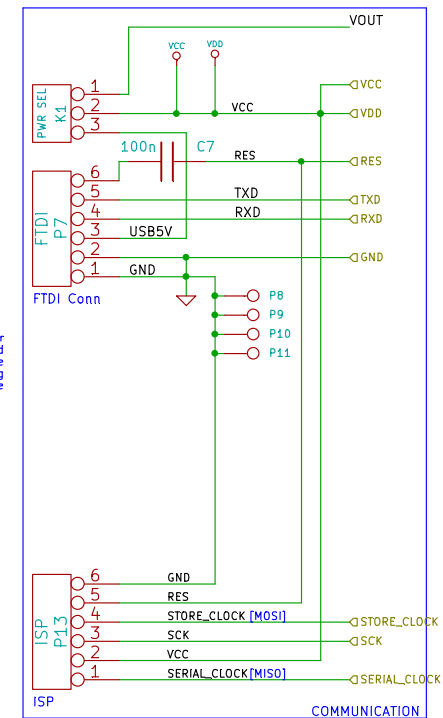 VOUT
VCC
VDD
VCC
PWR SEL
K1
1
2
3
VCC
VDD
100n
C7
RES
RES
FTDI
P7
6
5
4
3
2
1
TXD
TXD
RXD
RXD
USB5V
GND
GND
FTDI Conn
P8
P9
P10
P11
ISP
P13
6
5
4
3
2
1
GND
RES
STORE_CLOCK [MOSI]
STORE_CLOCK
SCK
SCK
VCC
SERIAL_CLOCK[MISO]
SERIAL_CLOCK
ISP
COMMUNICATION